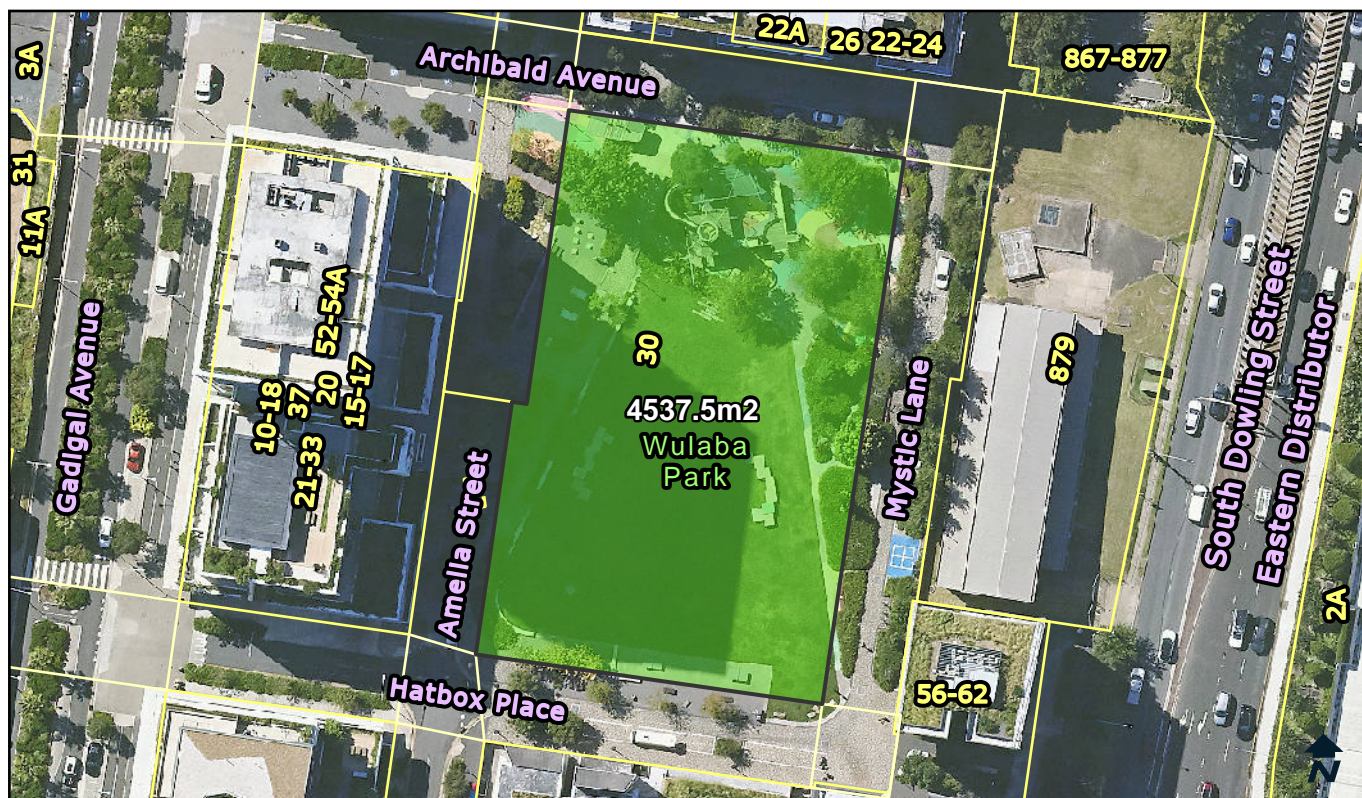 22A
26
22-24
867-877
3A
Archibald Avenue
31
11A
52-54A
20
15-17
10-18
37
21-33
Gadigal Avenue
Amelia Street
30
4537.5m2
Wulaba
Park
Mystic Lane
879
South Dowling Street
Eastern Distributor
2A
Hatbox Place
56-62
N